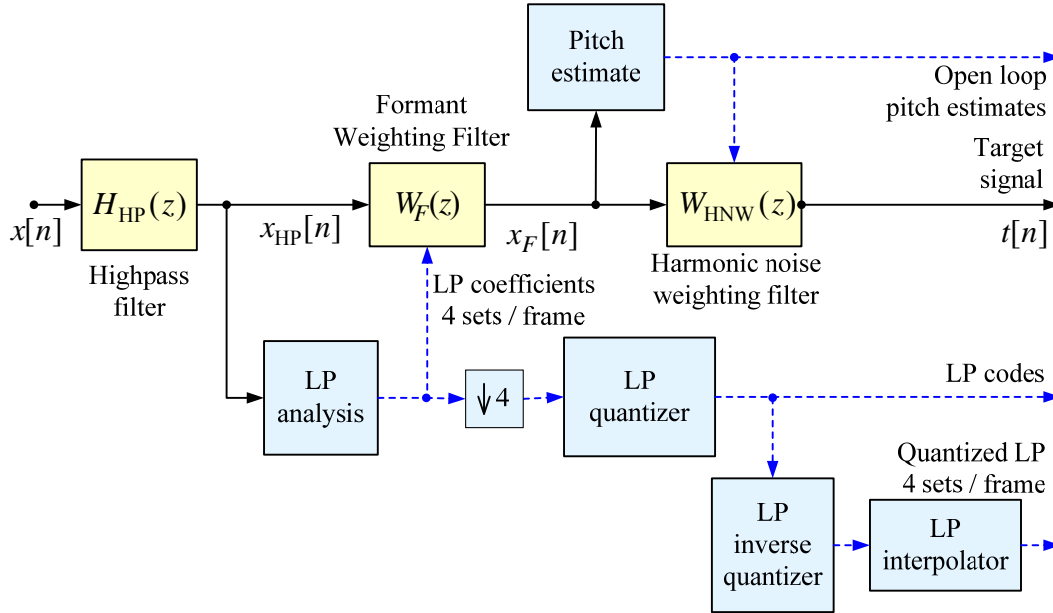 Pitch
estimate
Open loop
pitch estimates
Formant
Weighting Filter
Target
signal
H_HP(z)
W_F(z)
W_HNW(z)
x[n]
x_HP[n]
x_F[n]
t[n]
Highpass
filter
Harmonic noise
weighting filter
LP coefficients
4 sets / frame
LP
analysis
↓4
LP
quantizer
LP codes
Quantized LP
4 sets / frame
LP
inverse
quantizer
LP
interpolator